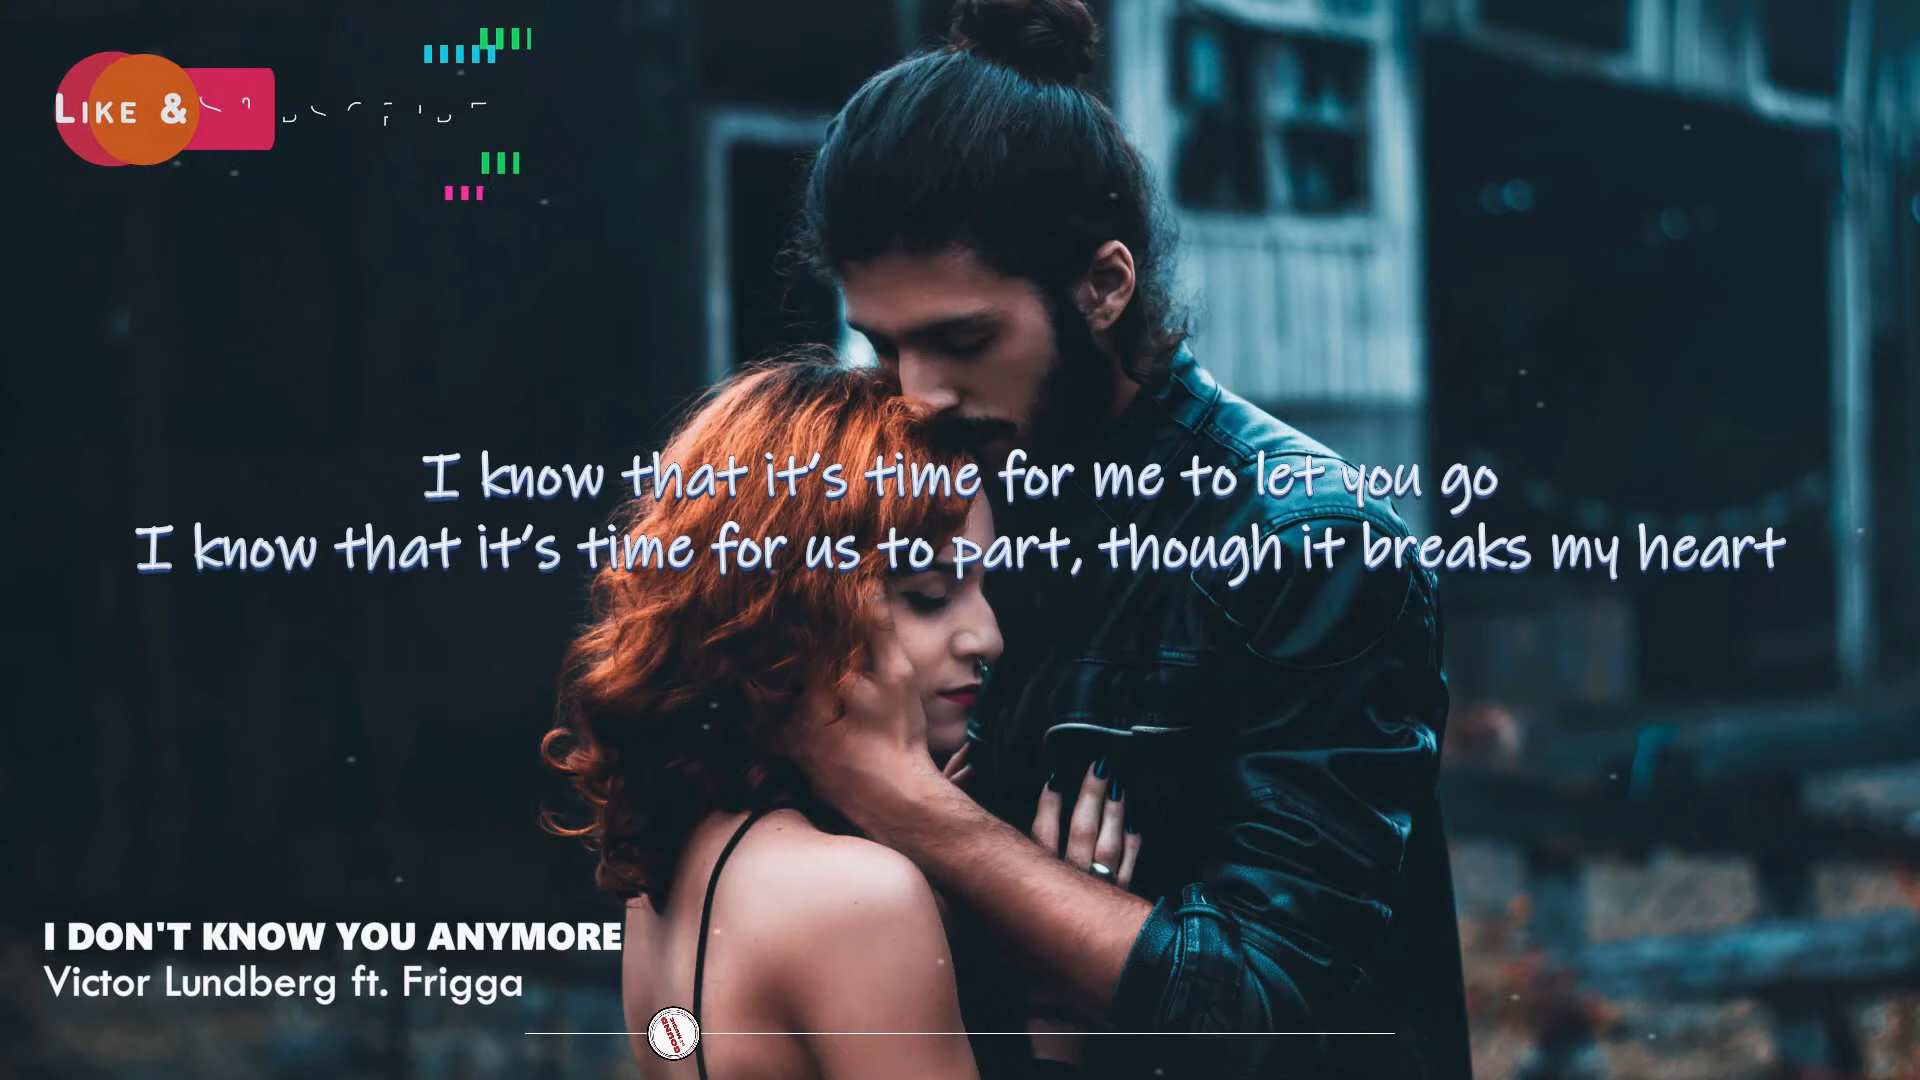 LIKE &
I know that it's time for me to let you go
I know that it's time for us to part, though it breaks my heart
I DON'T KNOW YOU ANYMORE
Victor Lundberg ft. Frigga
SOUND